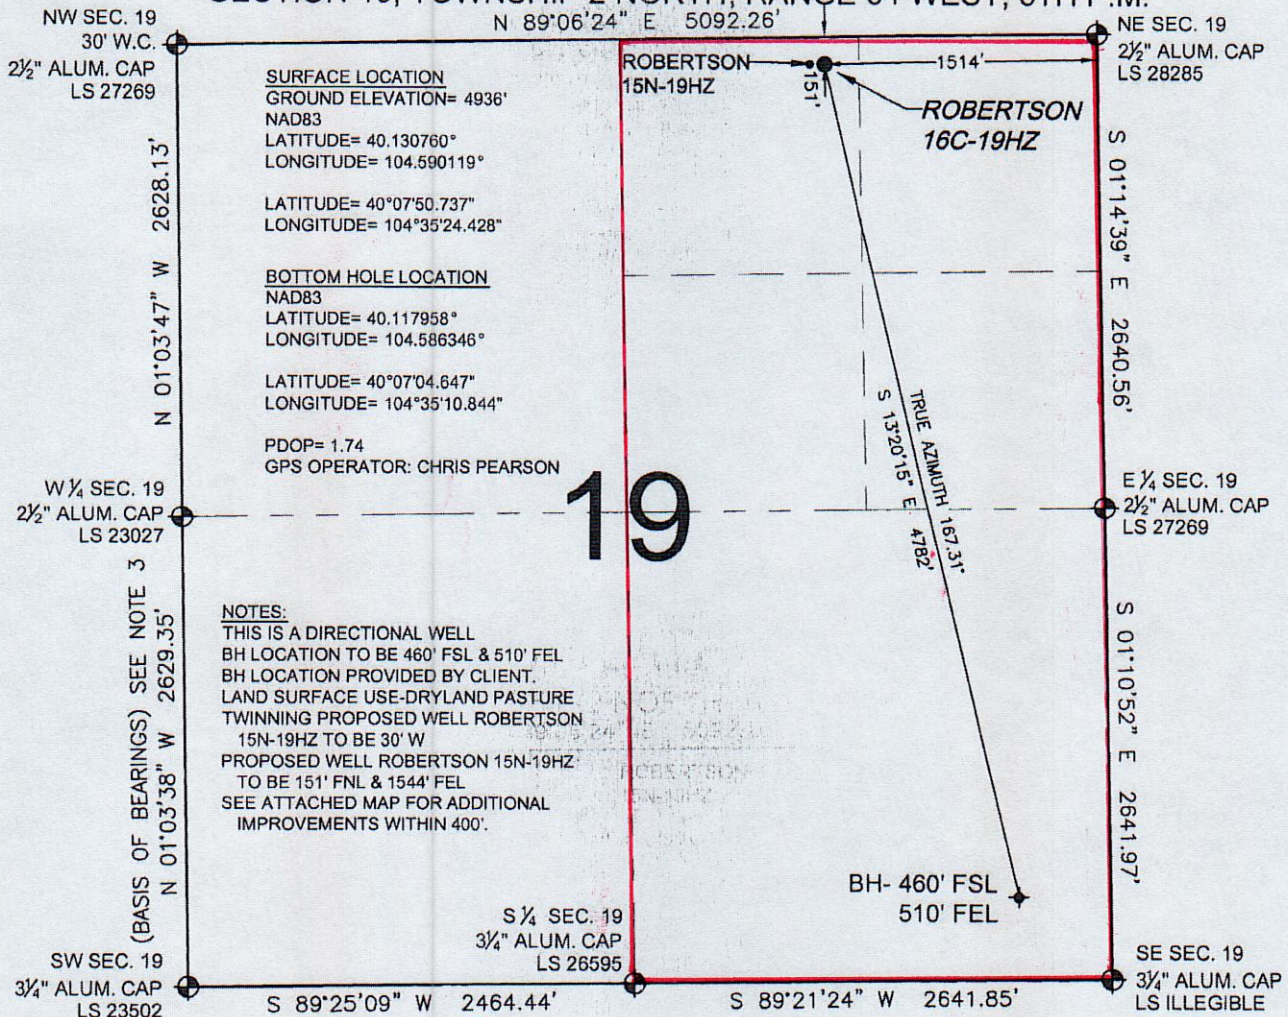 N 89°06'24" E 5092.26'
NW SEC. 19
30' W.C.
2½" ALUM. CAP
LS 27269
NE SEC. 19
2½" ALUM. CAP
LS 28285
SURFACE LOCATION
GROUND ELEVATION= 4936'
NAD83
LATITUDE= 40.130760°
LONGITUDE= 104.590119°
LATITUDE= 40°07'50.737"
LONGITUDE= 104°35'24.428"
BOTTOM HOLE LOCATION
NAD83
LATITUDE= 40.117958°
LONGITUDE= 104.586346°
LATITUDE= 40°07'04.647"
LONGITUDE= 104°35'10.844"
PDOP= 1.74
GPS OPERATOR: CHRIS PEARSON
ROBERTSON
15N-19HZ
151'
1514'
ROBERTSON
16C-19HZ
N 01°03'47" W 2628.13'
S 01°14'39" E 2640.56'
TRUE AZIMUTH 167.31°
S 13°20'15" E 4782'
W ¼ SEC. 19
2½" ALUM. CAP
LS 23027
19
E ¼ SEC. 19
2½" ALUM. CAP
LS 27269
(BASIS OF BEARINGS) SEE NOTE 3
N 01°03'38" W 2629.35'
NOTES:
THIS IS A DIRECTIONAL WELL
BH LOCATION TO BE 460' FSL & 510' FEL
BH LOCATION PROVIDED BY CLIENT.
LAND SURFACE USE-DRYLAND PASTURE
TWINNING PROPOSED WELL ROBERTSON
15N-19HZ TO BE 30' W
PROPOSED WELL ROBERTSON 15N-19HZ
TO BE 151' FNL & 1544' FEL
SEE ATTACHED MAP FOR ADDITIONAL
IMPROVEMENTS WITHIN 400'.
S 01°10'52" E 2641.97'
BH- 460' FSL
510' FEL
S ¼ SEC. 19
3¼" ALUM. CAP
LS 26595
SW SEC. 19
3¼" ALUM. CAP
LS 23502
SE SEC. 19
3¼" ALUM. CAP
LS ILLEGIBLE
S 89°25'09" W 2464.44'
S 89°21'24" W 2641.85'